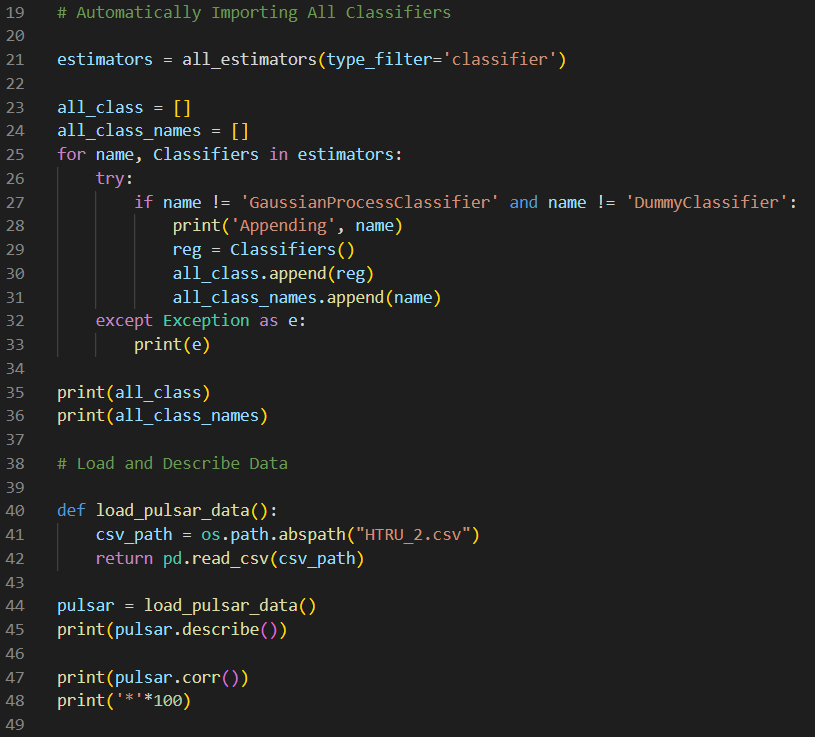 19 # Automatically Importing All Classifiers
20
21 estimators = all_estimators(type_filter='classifier')
22
23 all_class = []
24 all_class_names = []
25 for name, Classifiers in estimators:
26     try:
27         if name != 'GaussianProcessClassifier' and name != 'DummyClassifier':
28             print('Appending', name)
29             reg = Classifiers()
30             all_class.append(reg)
31             all_class_names.append(name)
32     except Exception as e:
33         print(e)
34
35 print(all_class)
36 print(all_class_names)
37
38 # Load and Describe Data
39
40 def load_pulsar_data():
41     csv_path = os.path.abspath("HTRU_2.csv")
42     return pd.read_csv(csv_path)
43
44 pulsar = load_pulsar_data()
45 print(pulsar.describe())
46
47 print(pulsar.corr())
48 print('*'*100)
49